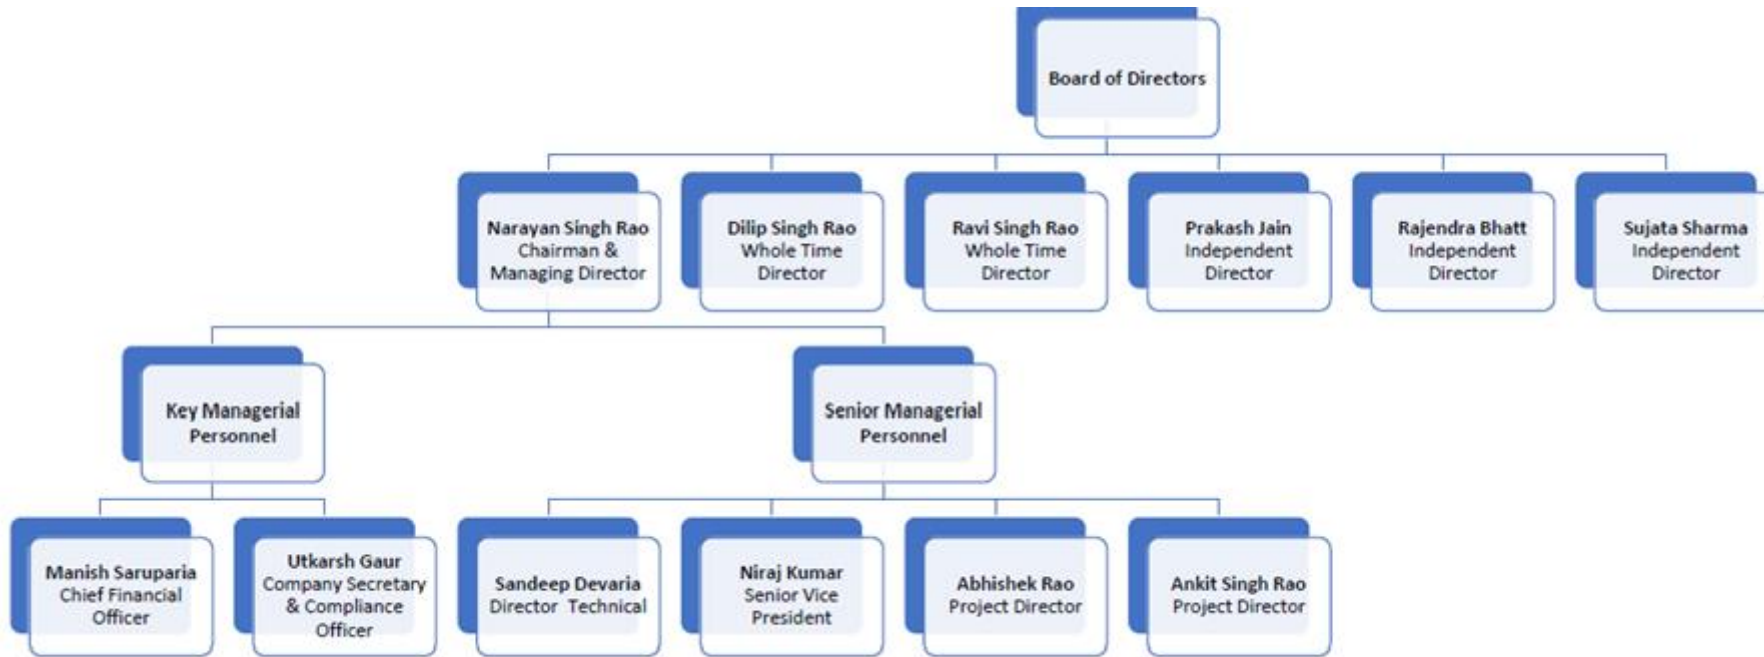 Board of Directors
Narayan Singh Rao
Chairman &
Managing Director
Dilip Singh Rao
Whole Time
Director
Ravi Singh Rao
Whole Time
Director
Prakash Jain
Independent
Director
Rajendra Bhatt
Independent
Director
Sujata Sharma
Independent
Director
Key Managerial
Personnel
Senior Managerial
Personnel
Manish Saruparia
Chief Financial
Officer
Utkarsh Gaur
Company Secretary
& Compliance
Officer
Sandeep Devaria
Director Technical
Niraj Kumar
Senior Vice
President
Abhishek Rao
Project Director
Ankit Singh Rao
Project Director